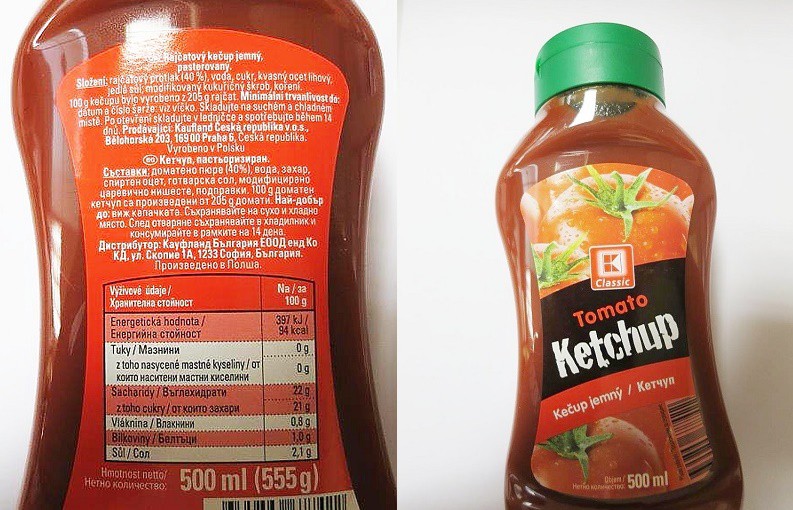 Rajčatový kečup jemný,
pasterovaný.
Složení: rajčatový protlak (40 %), voda, cukr, kvasný ocet lihový,
jedlá sůl, modifikovaný kukuřičný škrob, koření.
100 g kečupu bylo vyrobeno z 205 g rajčat. Minimální trvanlivost do:
datum a číslo šarže: viz víčko. Skladujte na suchém a chladném
místě. Po otevření skladujte v ledničce a spotřebujte během 14
dnů. Prodávající: Kaufland Česká republika v.o.s.,
Bělohorská 203, 169 00 Praha 6, Česká republika.
Vyrobeno v Polsku
BG Кетчуп, пастьоризиран.
Съставки: доматено пюре (40%), вода, захар,
спиртен оцет, готварска сол, модифицирано
царевично нишесте, подправки. 100 g доматен
кетчуп са произведени от 205 g домати. Най-добър
до: виж капачката. Съхранявайте на сухо и хладно
място. След отваряне съхранявайте в хладилник и
консумирайте в рамките на 14 дена.
Дистрибутор: Кауфланд България ЕООД енд Ко
КД, ул. Скопие 1А, 1233 София, България.
Произведено в Полша.
Výživové údaje / Na / за
Хранителна стойност 100 g
Energetická hodnota / 397 kJ /
Енергийна стойност 94 kcal
Tuky / Мазнини 0 g
z toho nasycené mastné kyseliny / от
които наситени мастни киселини 0 g
Sacharidy / Въглехидрати 22 g
z toho cukry / от които захари 21 g
Vláknina / Влакнини 0,8 g
Bílkoviny / Белтъци 1,0 g
Sůl / Сол 2,1 g
Hmotnost netto/
Нетно количество: 500 ml (555 g)
K
Classic
Tomato
Ketchup
Kečup jemný / Кетчуп
Objem /
Нетно количество: 500 ml